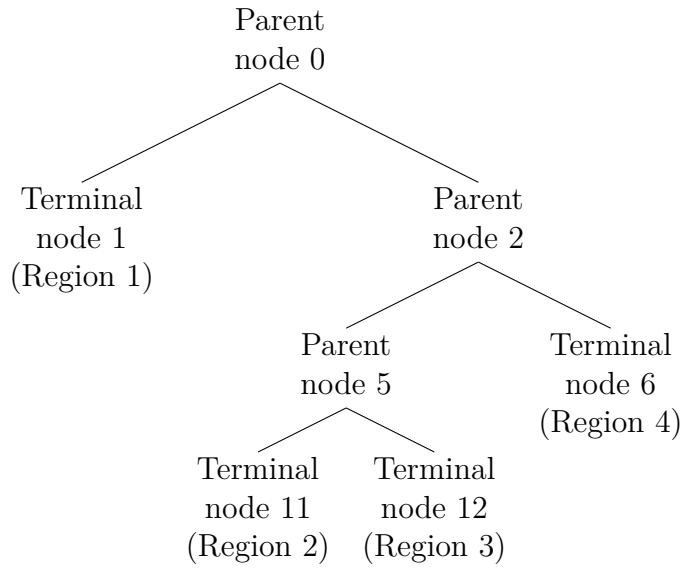 Parent
node 0
Terminal
node 1
(Region 1)
Parent
node 2
Parent
node 5
Terminal
node 6
(Region 4)
Terminal
node 11
(Region 2)
Terminal
node 12
(Region 3)